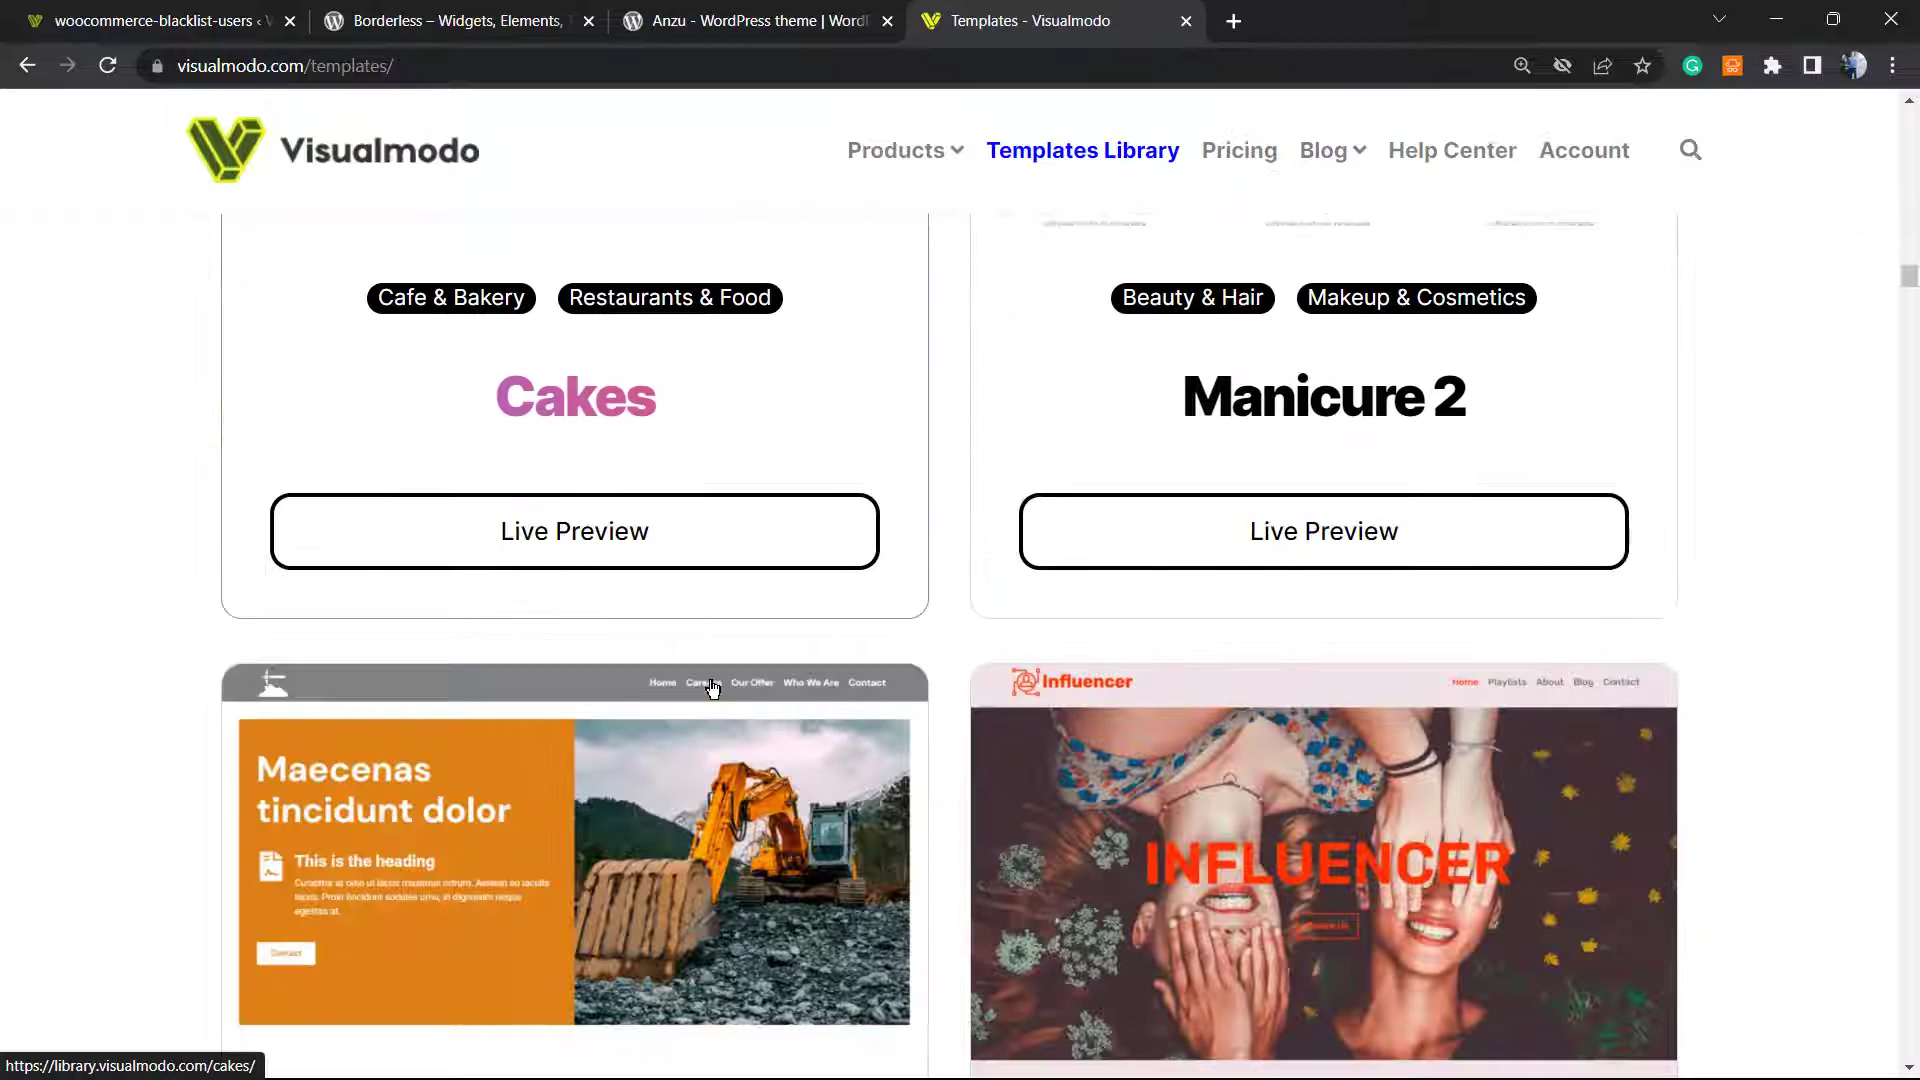 woocommerce-blacklist-users ‹
Borderless – Widgets, Elements,
Anzu - WordPress theme | Word
Templates - Visualmodo
visualmodo.com/templates/
Visualmodo
Products
Templates Library
Pricing
Blog
Help Center
Account
Cafe & Bakery
Restaurants & Food
Beauty & Hair
Makeup & Cosmetics
Cakes
Manicure 2
Live Preview
Live Preview
Home
Our Offer
Who We Are
Contact
Influencer
Home
Playlists
About
Blog
Contact
Maecenas
tincidunt dolor
This is the heading
Contact
INFLUENCER
https://library.visualmodo.com/cakes/